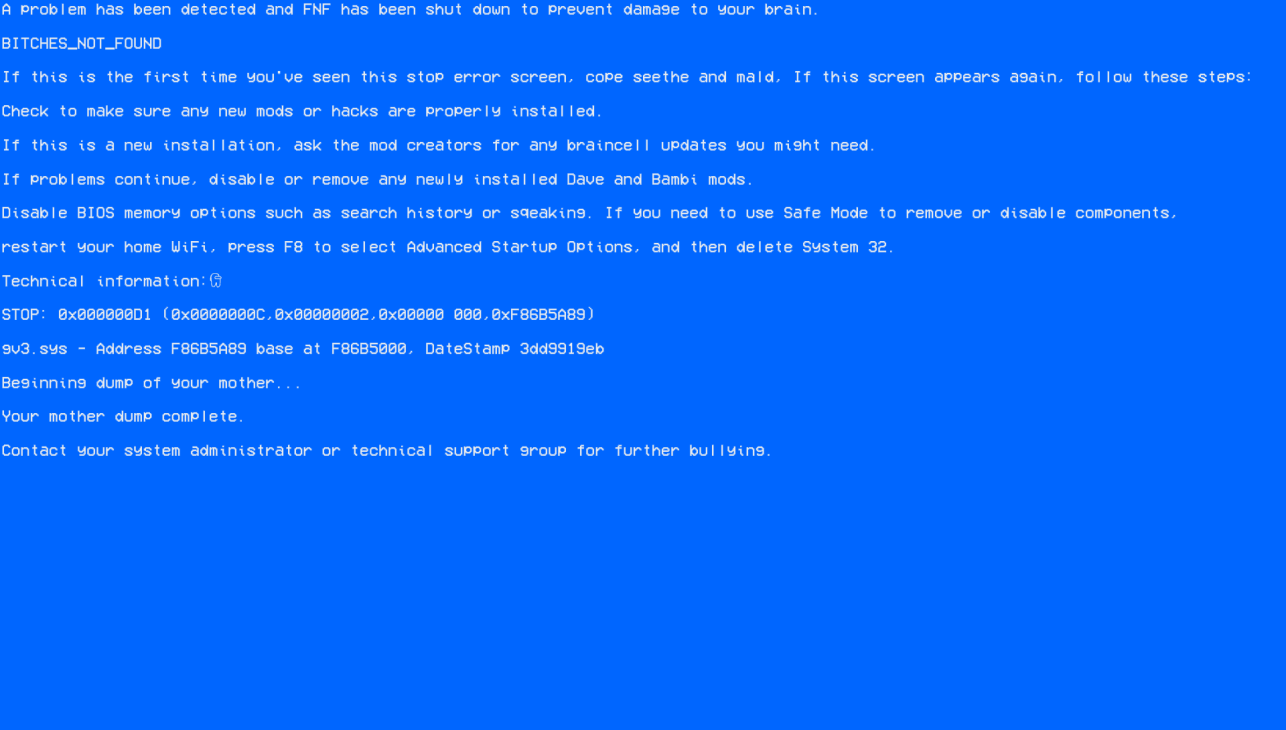 A problem has been detected and FNF has been shut down to prevent damage to your brain.
BITCHES_NOT_FOUND
If this is the first time you've seen this stop error screen, cope seethe and mald, If this screen appears again, follow these steps:
Check to make sure any new mods or hacks are properly installed.
If this is a new installation, ask the mod creators for any braincell updates you might need.
If problems continue, disable or remove any newly installed Dave and Bambi mods.
Disable BIOS memory options such as search history or sqeaking. If you need to use Safe Mode to remove or disable components,
restart your home WiFi, press F8 to select Advanced Startup Options, and then delete System 32.
Technical information:
STOP: 0x000000D1 (0x0000000C,0x00000002,0x00000 000,0xF86B5A89)
gv3.sys - Address F86B5A89 base at F86B5000, DateStamp 3dd9919eb
Beginning dump of your mother...
Your mother dump complete.
Contact your system administrator or technical support group for further bullying.